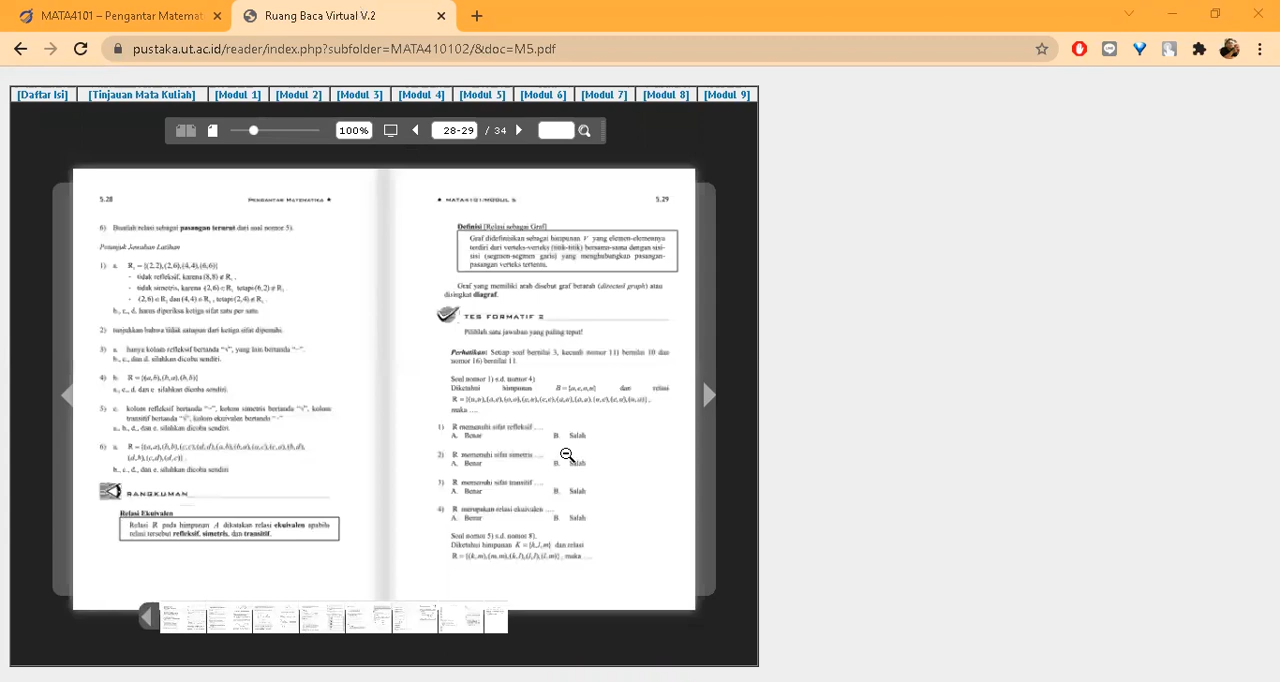 MATA4101 – Pengantar Matemat
Ruang Baca Virtual V.2
pustaka.ut.ac.id/reader/index.php?subfolder=MATA410102/&doc=M5.pdf
[Daftar Isi] [Tinjauan Mata Kuliah] [Modul 1] [Modul 2] [Modul 3] [Modul 4] [Modul 5] [Modul 6] [Modul 7] [Modul 8] [Modul 9]
100% 28-29 / 34
5.28 PENGANTAR MATEMATIKA
6) Buatlah relasi sebagai pasangan terurut dari soal nomor 5).
Petunjuk Jawaban Latihan
1) a. R₁ = {(2,2),(2,6),(4,4),(6,6)}
- tidak refleksif, karena (8,8) ∉ R₁.
- tidak simetris, karena (2,6) ∈ R₁ tetapi (6,2) ∉ R₁
- (2,6) ∈ R₁ dan (4,4) ∈ R₁, tetapi (2,4) ∉ R₁.
b., c., d. harus diperiksa ketiga sifat satu per satu.
2) tunjukkan bahwa tidak satupun dari ketiga sifat dipenuhi.
3) a. hanya kolom refleksif bertanda "√", yang lain bertanda "–".
b., c., dan d. silahkan dicoba sendiri.
4) b. R = {(a,b),(b,a),(b,b)}
a., c., d. dan e. silahkan dicoba sendiri.
5) c. kolom refleksif bertanda "–", kolom simetris bertanda "√", kolom
transitif bertanda "√", kolom ekuivalen bertanda "–"
a., b., d., dan e. silahkan dicoba sendiri.
6) a. R = {(a,a),(b,b),(c,c),(d,d),(a,b),(b,a),(a,c),(c,a),(b,d),
(d,b),(c,d),(d,c)}.
b., c., d., dan e. silahkan dicoba sendiri
RANGKUMAN
Relasi Ekuivalen
Relasi R pada himpunan A dikatakan relasi ekuivalen apabila
relasi tersebut refleksif, simetris, dan transitif.
MATA4101/MODUL 5 5.29
Definisi [Relasi sebagai Graf]
Graf didefinisikan sebagai himpunan V yang elemen-elemennya
terdiri dari verteks-verteks (titik-titik) bersama-sama dengan sisi-
sisi (segmen-segmen garis) yang menghubungkan pasangan-
pasangan verteks tertentu.
Graf yang memiliki arah disebut graf berarah (directed graph) atau
disingkat diagraf.
TES FORMATIF 2
Pilihlah satu jawaban yang paling tepat!
Perhatikan: Setiap soal bernilai 3, kecuali nomor 11) bernilai 10 dan
nomor 16) bernilai 11.
Soal nomor 1) s.d. nomor 4)
Diketahui himpunan B = {a,e,o,u} dan relasi
maka ....
1) R memenuhi sifat refleksif ....
A. Benar B. Salah
2) R memenuhi sifat simetris ....
A. Benar B. Salah
3) R memenuhi sifat transitif ....
A. Benar B. Salah
4) R merupakan relasi ekuivalen ....
A. Benar B. Salah
Soal nomor 5) s.d. nomor 8).
Diketahui himpunan K = {k,l,m} dan relasi
R = {(k,m),(m,m),(k,l),(l,l),(l,m)}, maka ....